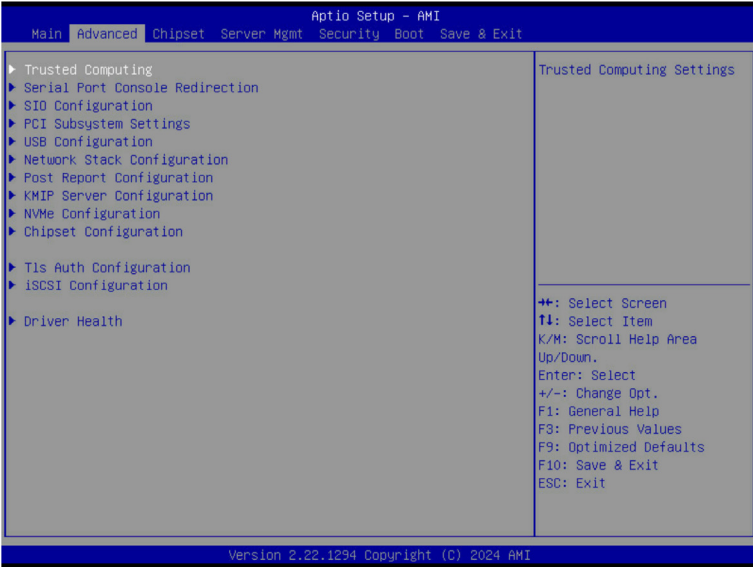 Aptio Setup – AMI
Main Advanced Chipset Server Mgmt Security Boot Save & Exit
▶ Trusted Computing
▶ Serial Port Console Redirection
▶ SIO Configuration
▶ PCI Subsystem Settings
▶ USB Configuration
▶ Network Stack Configuration
▶ Post Report Configuration
▶ KMIP Server Configuration
▶ NVMe Configuration
▶ Chipset Configuration
▶ Tls Auth Configuration
▶ iSCSI Configuration
▶ Driver Health
Trusted Computing Settings
→←: Select Screen
↑↓: Select Item
K/M: Scroll Help Area
Up/Down.
Enter: Select
+/-: Change Opt.
F1: General Help
F3: Previous Values
F9: Optimized Defaults
F10: Save & Exit
ESC: Exit
Version 2.22.1294 Copyright (C) 2024 AMI